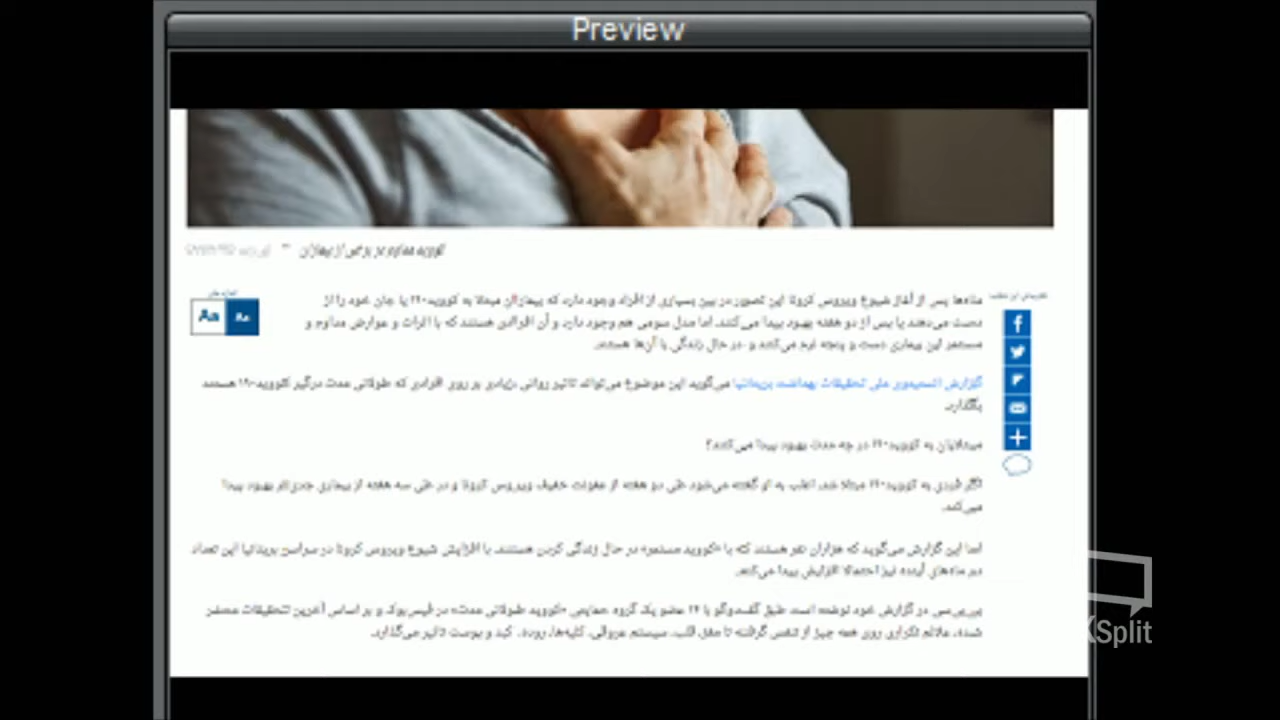 Preview
کووید مداوم در برخی از بیماران
Aa Aa
ماه‌ها پس از آغاز شیوع ویروس کرونا این تصور در بین بسیاری از افراد وجود دارد که بیماران مبتلا به کووید-۱۹ یا جان خود را از
دست می‌دهند یا پس از دو هفته بهبود پیدا می‌کنند. اما مدل سومی هم وجود دارد و آن افرادی هستند که با اثرات و عوارض مداوم و
مستمر این بیماری دست و پنجه نرم می‌کنند و در حال زندگی با آن‌ها هستند.
گزارش انستیتوی ملی تحقیقات بهداشت بریتانیا می‌گوید این موضوع می‌تواند تاثیر روانی زیادی بر روی افرادی که طولانی مدت درگیر کووید-۱۹ هستند
بگذارد.
مبتلایان به کووید-۱۹ در چه مدت بهبود پیدا می‌کنند؟
اگر فردی به کووید-۱۹ مبتلا شد، اغلب به او گفته می‌شود طی دو هفته از عفونت خفیف ویروس کرونا و در طی سه هفته از بیماری جدی‌تر بهبود پیدا
می‌کند.
اما این گزارش می‌گوید که هزاران نفر هستند که با «کووید مستمر» در حال زندگی کردن هستند. با افزایش شیوع ویروس کرونا در سراسر بریتانیا این تعداد
در ماه‌های آینده نیز احتمالا افزایش پیدا می‌کند.
بی‌بی‌سی در گزارش خود نوشته است طبق گفت‌وگو با ۱۴ عضو یک گروه حمایتی «کووید طولانی مدت» در فیس‌بوک و بر اساس آخرین تحقیقات منتشر
شده، علائم تکراری روی همه چیز از تنفس گرفته تا مغز، قلب، سیستم عروقی، کلیه‌ها، روده، کبد و پوست تاثیر می‌گذارد.
XSplit